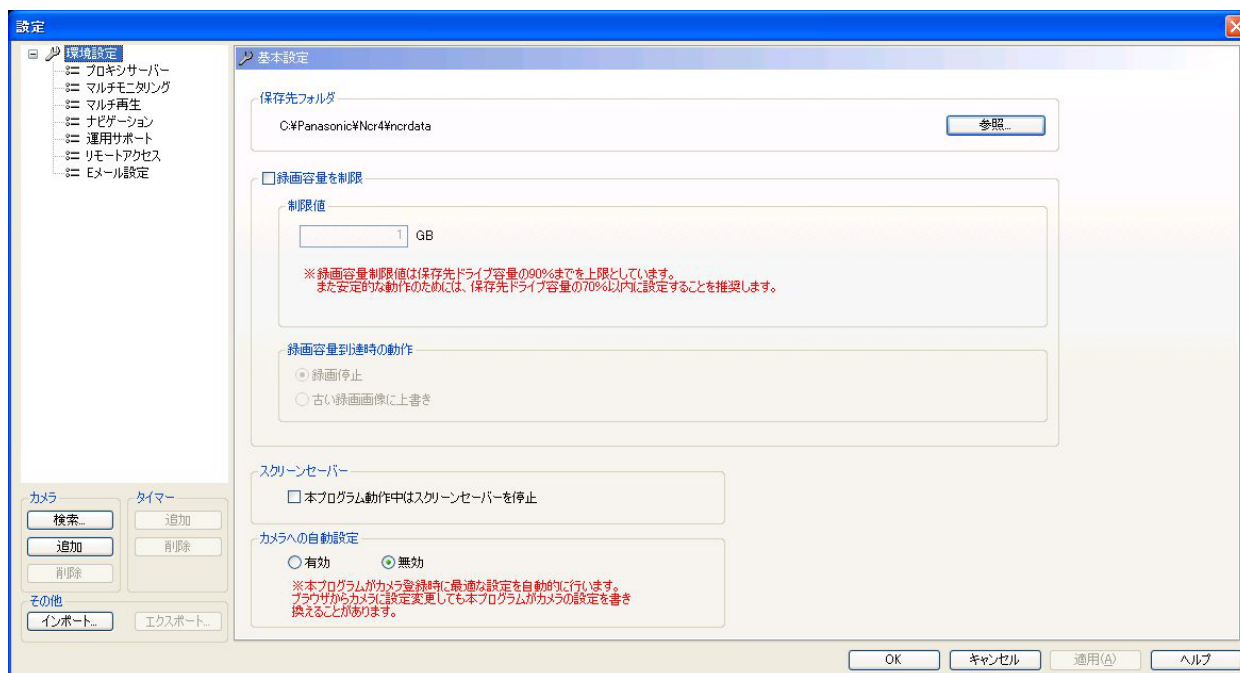 設定
環境設定
プロキシサーバー
マルチモニタリング
マルチ再生
ナビゲーション
運用サポート
リモートアクセス
Eメール設定
カメラ
検索...
追加
削除
タイマー
追加
削除
その他
インポート...
エクスポート...
基本設定
保存先フォルダ
C:¥Panasonic¥Ncr4¥ncrdata
参照...
録画容量を制限
制限値
1 GB
※録画容量制限値は保存先ドライブ容量の90%までを上限としています。
また安定的な動作のためには、保存先ドライブ容量の70%以内に設定することを推奨します。
録画容量到達時の動作
録画停止
古い録画画像に上書き
スクリーンセーバー
本プログラム動作中はスクリーンセーバーを停止
カメラへの自動設定
有効 無効
※本プログラムがカメラ登録時に最適な設定を自動的に行います。
ブラウザからカメラに設定変更しても本プログラムがカメラの設定を書き
換えることがあります。
OK キャンセル 適用(A) ヘルプ